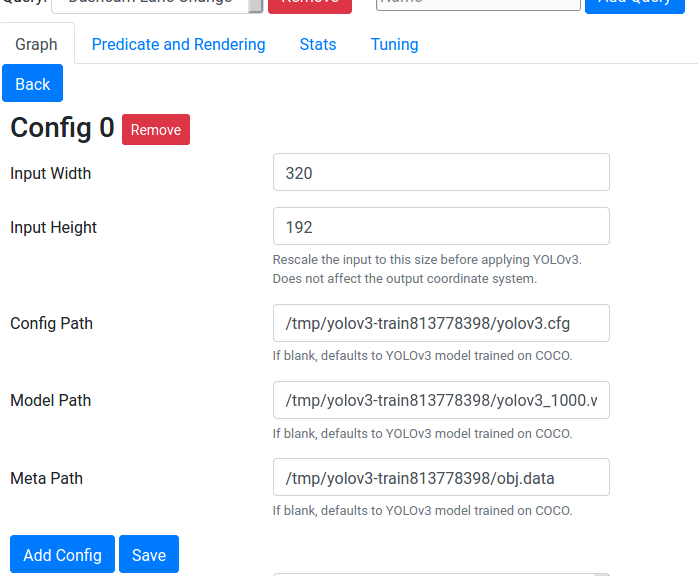 Query: Dashcam Lane Change Remove Name Add Query
Graph Predicate and Rendering Stats Tuning
Back
Config 0 Remove
Input Width 320
Input Height 192
Rescale the input to this size before applying YOLOv3.
Does not affect the output coordinate system.
Config Path /tmp/yolov3-train813778398/yolov3.cfg
If blank, defaults to YOLOv3 model trained on COCO.
Model Path /tmp/yolov3-train813778398/yolov3_1000.w
If blank, defaults to YOLOv3 model trained on COCO.
Meta Path /tmp/yolov3-train813778398/obj.data
If blank, defaults to YOLOv3 model trained on COCO.
Add Config Save